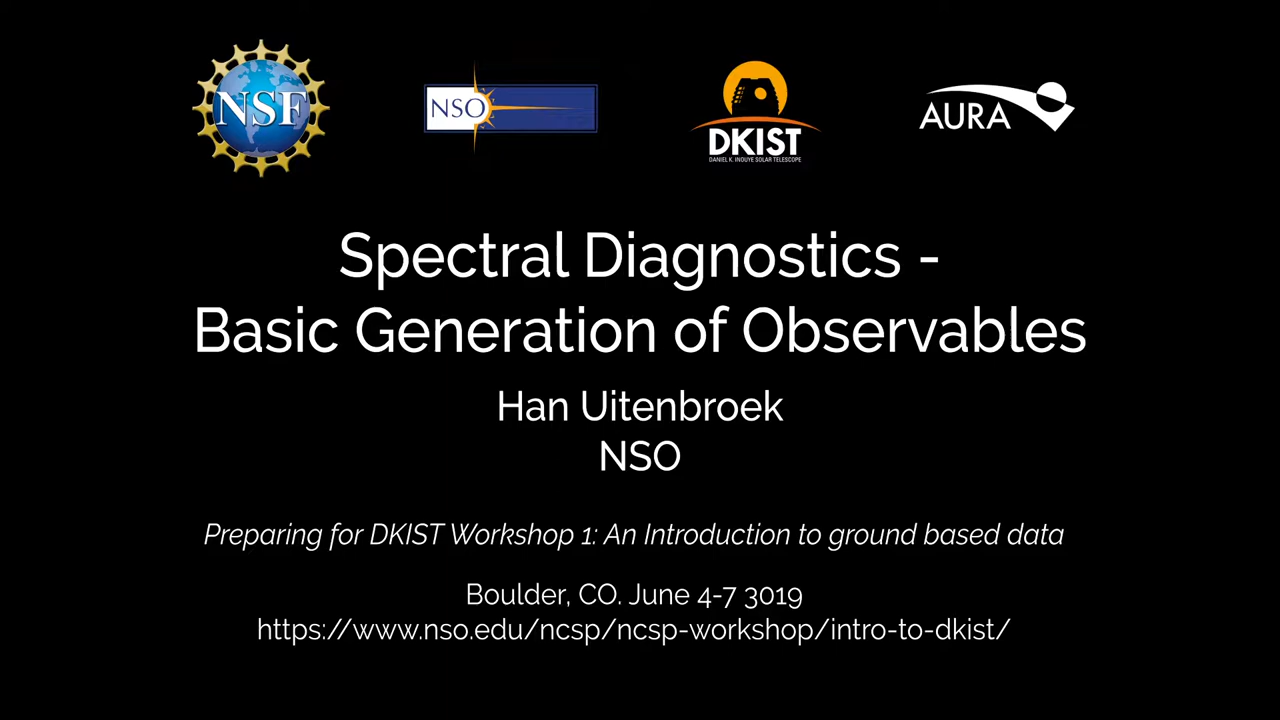 NSF
NSO
DKIST
DANIEL K. INOUYE SOLAR TELESCOPE
AURA
Spectral Diagnostics -
Basic Generation of Observables
Han Uitenbroek
NSO
Preparing for DKIST Workshop 1: An Introduction to ground based data
Boulder, CO. June 4-7 3019
https://www.nso.edu/ncsp/ncsp-workshop/intro-to-dkist/